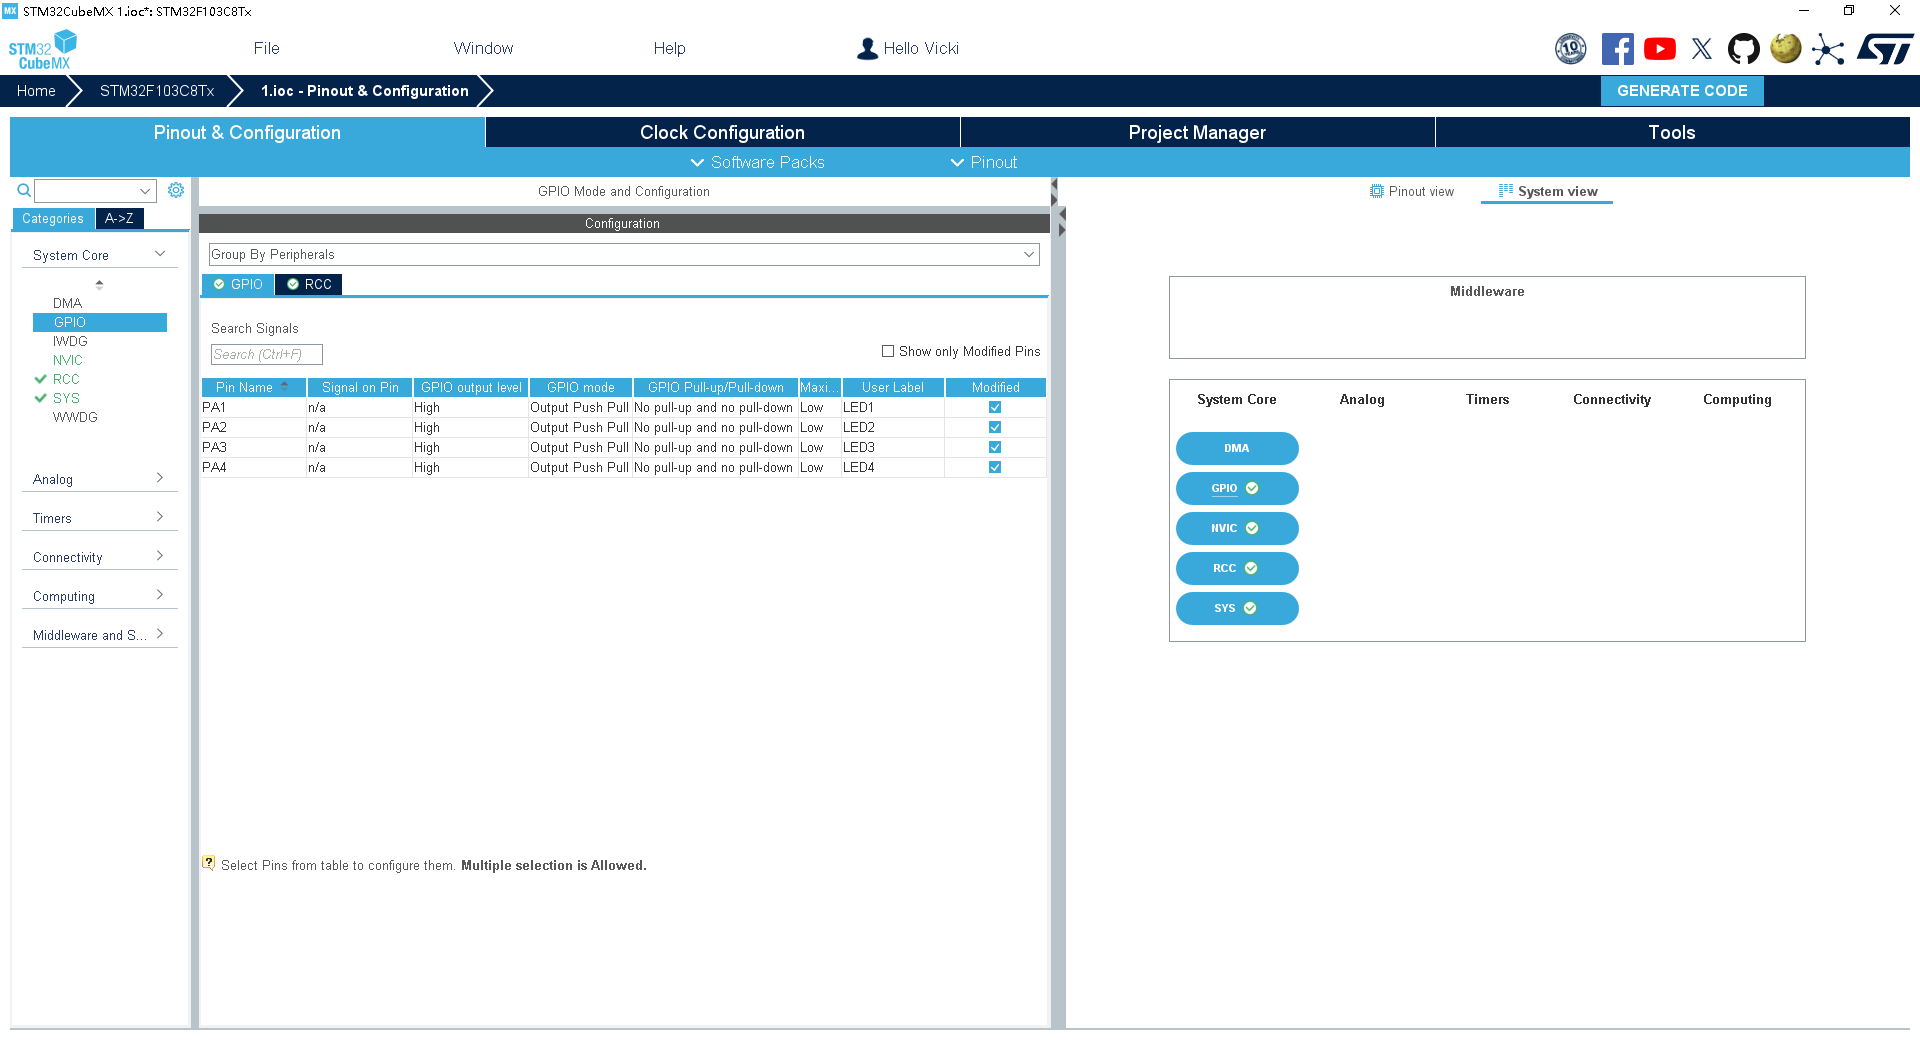 MX STM32CubeMX 1.ioc*: STM32F103C8Tx
STM32 CubeMX
File Window Help Hello Vicki
10
Home STM32F103C8Tx 1.ioc - Pinout & Configuration GENERATE CODE
Pinout & Configuration Clock Configuration Project Manager Tools
Software Packs Pinout
GPIO Mode and Configuration
Pinout view System view
Categories A->Z
Configuration
System Core
DMA
GPIO
IWDG
NVIC
RCC
SYS
WWDG
Analog
Timers
Connectivity
Computing
Middleware and S...
Group By Peripherals
GPIO RCC
Search Signals
Search (Ctrl+F)
Show only Modified Pins
Pin Name Signal on Pin GPIO output level GPIO mode GPIO Pull-up/Pull-down Maxi... User Label Modified
PA1 n/a High Output Push Pull No pull-up and no pull-down Low LED1
PA2 n/a High Output Push Pull No pull-up and no pull-down Low LED2
PA3 n/a High Output Push Pull No pull-up and no pull-down Low LED3
PA4 n/a High Output Push Pull No pull-up and no pull-down Low LED4
Select Pins from table to configure them. Multiple selection is Allowed.
Middleware
System Core Analog Timers Connectivity Computing
DMA
GPIO
NVIC
RCC
SYS